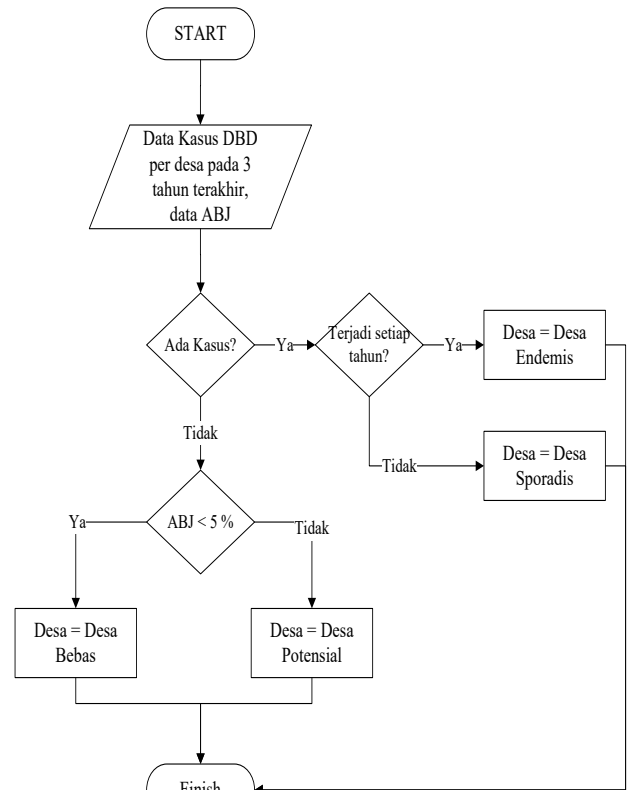 START
Data Kasus DBD
per desa pada 3
tahun terakhir,
data ABJ
Ada Kasus?
Ya
Terjadi setiap
tahun?
Ya
Desa = Desa
Endemis
Tidak
Desa = Desa
Sporadis
Tidak
ABJ < 5 %
Ya
Tidak
Desa = Desa
Bebas
Desa = Desa
Potensial
Finish